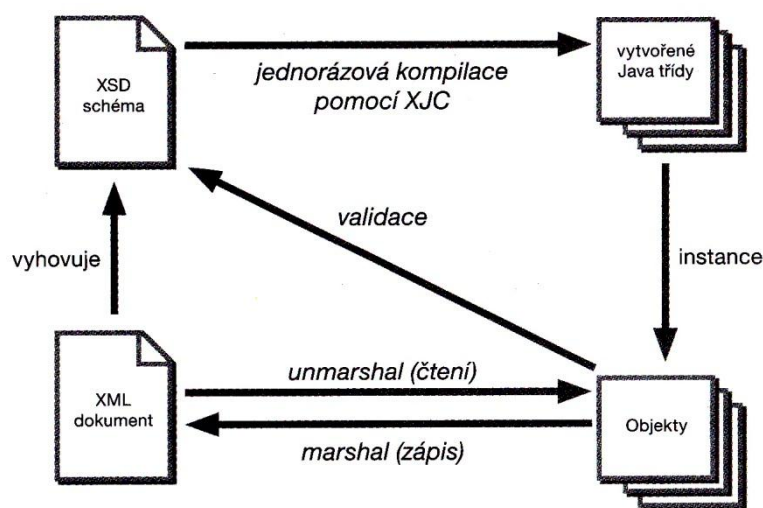 XSD
schéma
jednorázová kompilace
pomocí XJC
vytvořené
Java třídy
validace
vyhovuje
instance
XML
dokument
unmarshal (čtení)
marshal (zápis)
Objekty